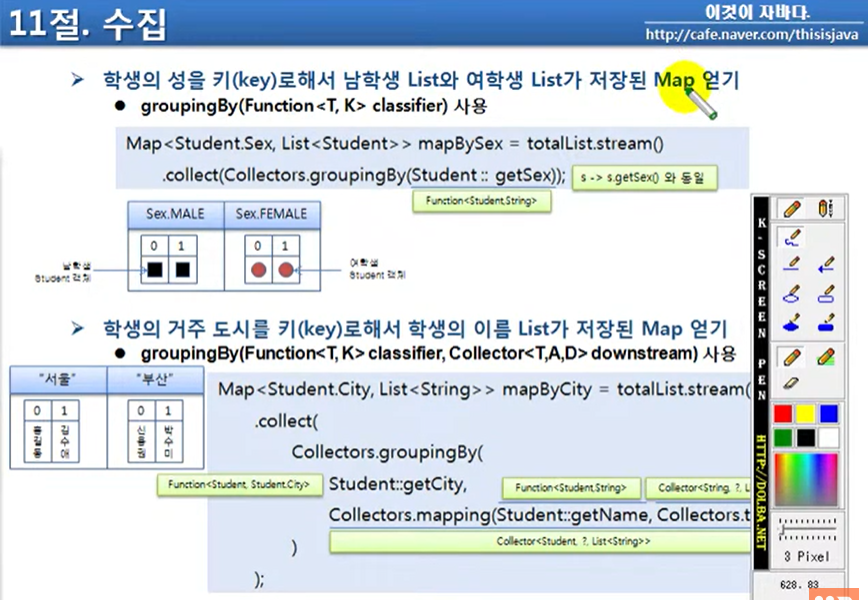 11절. 수집
이것이 자바다.
http://cafe.naver.com/thisisjava
➢ 학생의 성을 키(key)로해서 남학생 List와 여학생 List가 저장된 Map 얻기
● groupingBy(Function<T, K> classifier) 사용
Map<Student.Sex, List<Student>> mapBySex = totalList.stream()
.collect(Collectors.groupingBy(Student :: getSex));
s -> s.getSex() 와 동일
Function<Student,String>
Sex.MALE Sex.FEMALE
0 1 0 1
남학생
Student 객체
여학생
Student 객체
➢ 학생의 거주 도시를 키(key)로해서 학생의 이름 List가 저장된 Map 얻기
● groupingBy(Function<T, K> classifier, Collector<T,A,D> downstream) 사용
"서울" "부산"
0 1 0 1
홍길동 김수애 신용권 박수미
Map<Student.City, List<String>> mapByCity = totalList.stream(
.collect(
Collectors.groupingBy(
Function<Student, Student.City>
Student::getCity,
Function<Student,String>
Collector<String, ?, L
Collectors.mapping(Student::getName, Collectors.t
Collector<Student, ?, List<String>>
)
);
K-SCREEN PEN
HTTP://DOLBA.NET
3 Pixel
628. 83